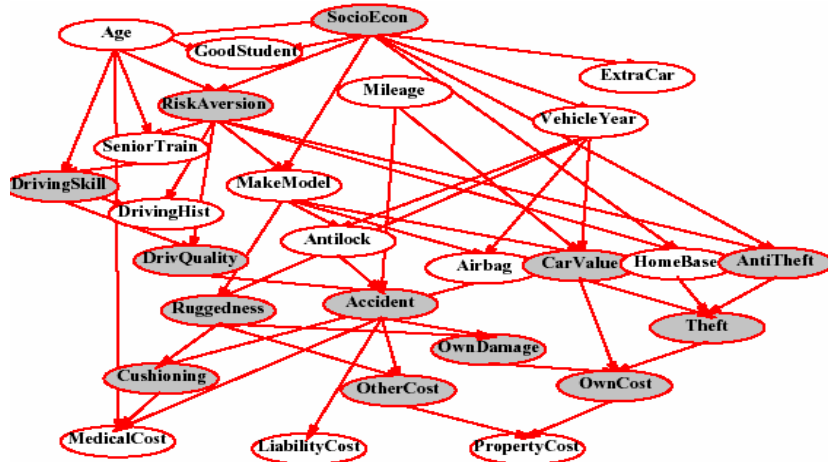 SocioEcon
Age
GoodStudent
ExtraCar
Mileage
RiskAversion
VehicleYear
SeniorTrain
DrivingSkill
MakeModel
DrivingHist
Antilock
DrivQuality
Airbag
CarValue
HomeBase
AntiTheft
Ruggedness
Accident
Theft
OwnDamage
Cushioning
OtherCost
OwnCost
MedicalCost
LiabilityCost
PropertyCost